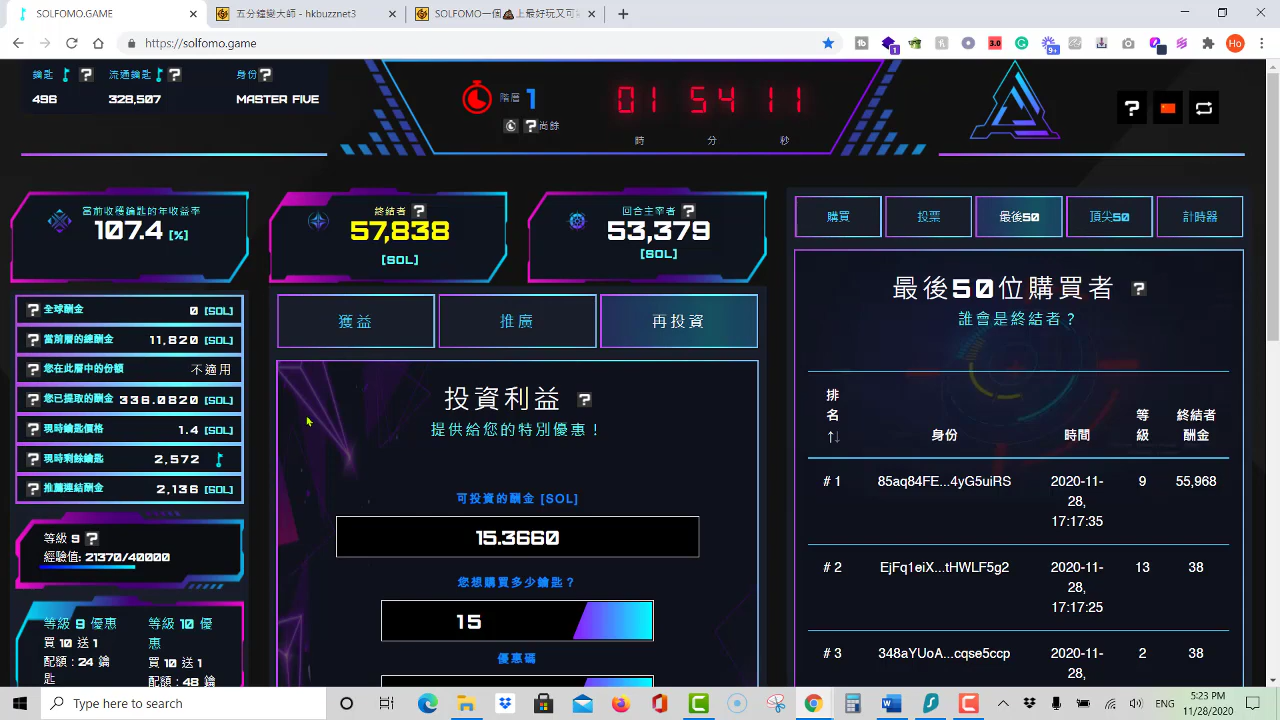 SOLFOMO.GAME
五分鐘變大師 - hkbuzznet3
SOLFOMO一個💩上最好玩又可
https://solfomo.game
鑰匙 ?
流通鑰匙 ?
身份 ?
496
328,507
MASTER FIVE
階層 1
? 尚餘
01 54 11
時 分 秒
?
當前收穫鑰匙的年收益率
107.4 [%]
終結者 ?
57,838
[SOL]
回合主宰者 ?
53,379
[SOL]
? 全球酬金 0 [SOL]
? 當前層的總酬金 11,820 [SOL]
? 您在此層中的份額 不適用
? 您已提取的酬金 336.0820 [SOL]
? 現時鑰匙價格 1.4 [SOL]
? 現時剩餘鑰匙 2,572
? 推薦連結酬金 2,136 [SOL]
等級 9 ?
經驗值: 21370/40000
等級 9 優惠
買 10 送 1
配額 : 24 鑰匙
等級 10 優惠
買 10 送 1
配額 : 48 鑰
獲益
推廣
再投資
投資利益 ?
提供給您的特別優惠！
可投資的酬金 [SOL]
15.3660
您想購買多少鑰匙？
15
優惠碼
購買
投票
最後50
頂尖50
計時器
最後50位購買者 ?
誰會是終結者？
排名 ↑↓
身份
時間
等級
終結者酬金
# 1 85aq84FE...4yG5uiRS 2020-11-28, 17:17:35 9 55,968
# 2 EjFq1eiX...tHWLF5g2 2020-11-28, 17:17:25 13 38
# 3 348aYUoA...cqse5ccp 2020-11-28, 2 38
Type here to search
5:23 PM
11/28/2020